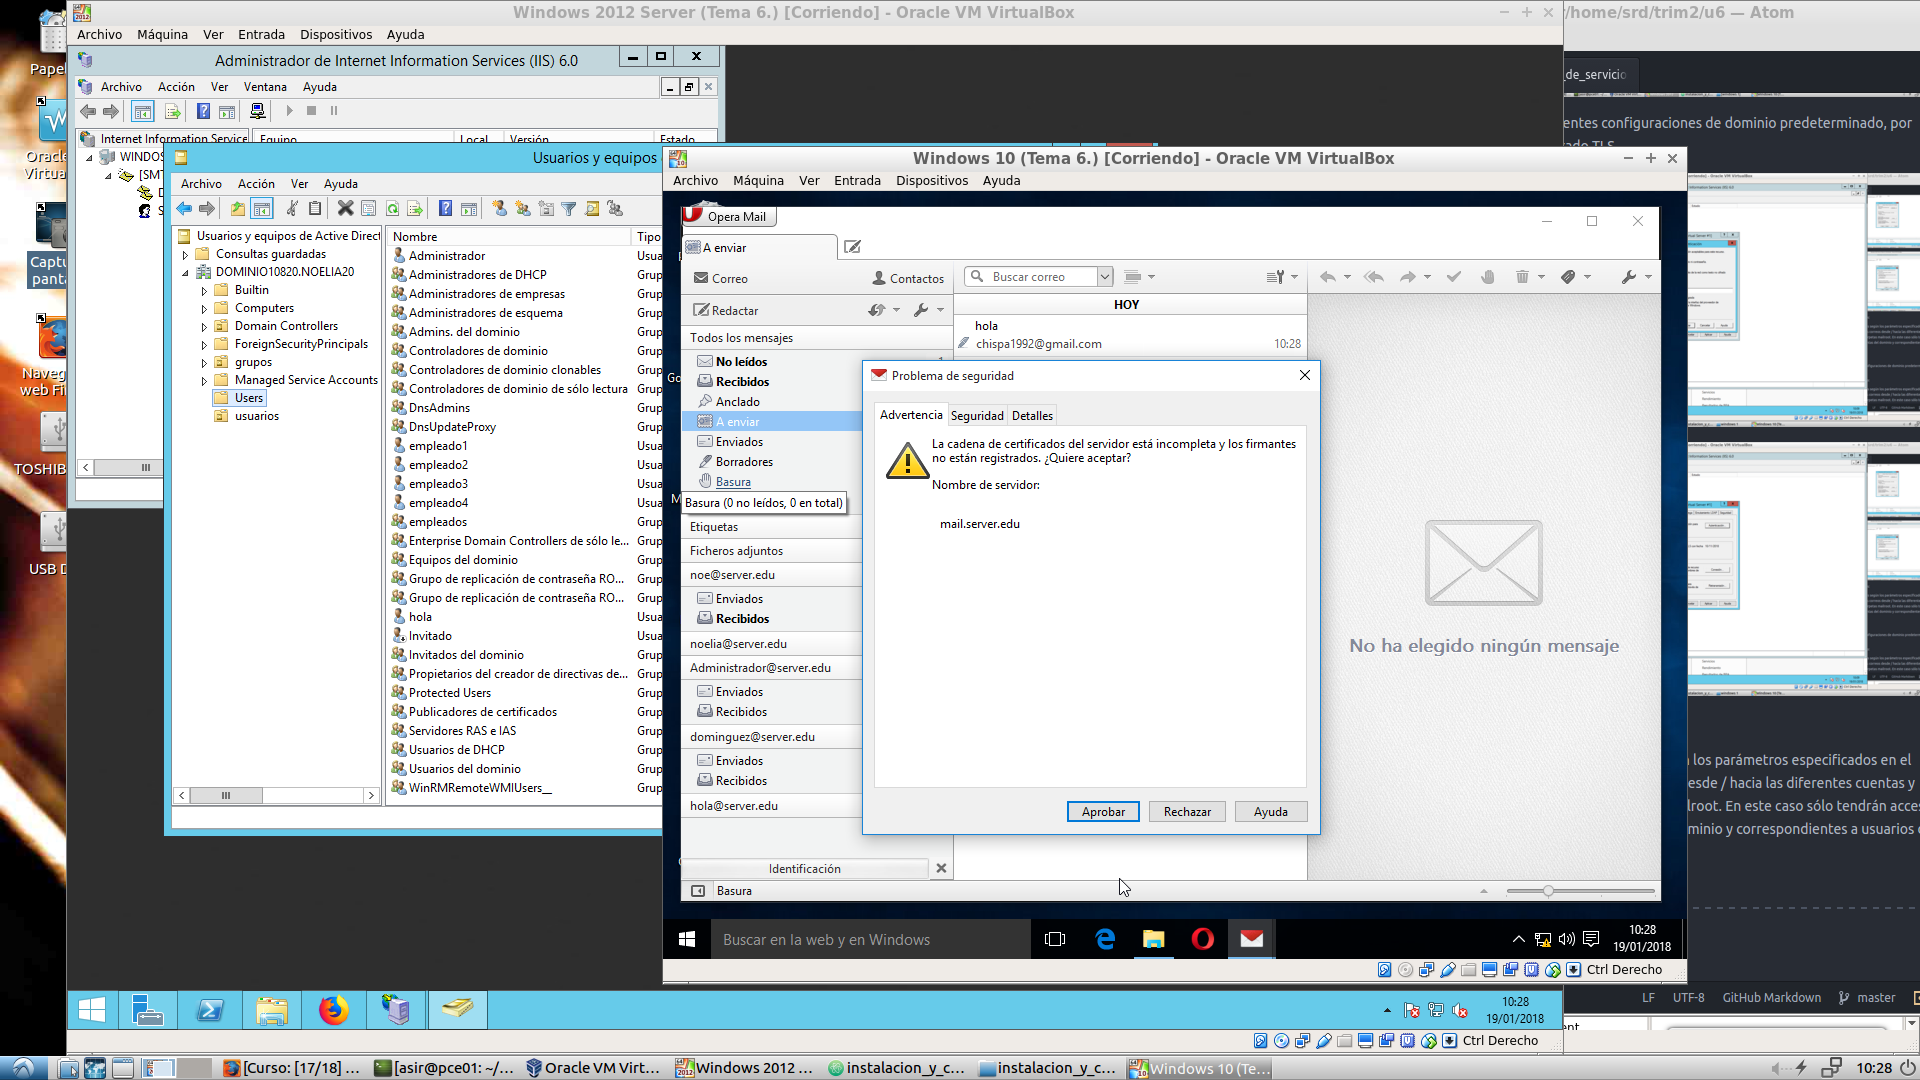 Windows 2012 Server (Tema 6.) [Corriendo] - Oracle VM VirtualBox
/home/srd/trim2/u6 — Atom
Archivo Máquina Ver Entrada Dispositivos Ayuda
Administrador de Internet Information Services (IIS) 6.0
Archivo Acción Ver Ventana Ayuda
_de_servicio
Internet Information Service
Equipo Local Versión Estado
entes configuraciones de dominio predeterminado, por
ado TLS
WINDOS
[SMT
Usuarios y equipos
Archivo Acción Ver Ayuda
Usuarios y equipos de Active Direct
Consultas guardadas
DOMINIO10820.NOELIA20
Builtin
Computers
Domain Controllers
ForeignSecurityPrincipals
grupos
Managed Service Accounts
Users
usuarios
Nombre Tipo
Administrador Usua
Administradores de DHCP Grup
Administradores de empresas Grup
Administradores de esquema Grup
Admins. del dominio Grup
Controladores de dominio Grup
Controladores de dominio clonables Grup
Controladores de dominio de sólo lectura Grup
DnsAdmins Grup
DnsUpdateProxy Grup
empleado1 Usua
empleado2 Usua
empleado3 Usua
empleado4 Usua
empleados Grup
Enterprise Domain Controllers de sólo le... Grup
Equipos del dominio Grup
Grupo de replicación de contraseña RO... Grup
Grupo de replicación de contraseña RO... Grup
hola Usua
Invitado Usua
Invitados del dominio Grup
Propietarios del creador de directivas de... Grup
Protected Users Grup
Publicadores de certificados Grup
Servidores RAS e IAS Grup
Usuarios de DHCP Grup
Usuarios del dominio Grup
WinRMRemoteWMIUsers__ Grup
Windows 10 (Tema 6.) [Corriendo] - Oracle VM VirtualBox
Archivo Máquina Ver Entrada Dispositivos Ayuda
Opera Mail
A enviar
Correo Contactos
Buscar correo
Redactar
Todos los mensajes
No leídos
Recibidos
Anclado
A enviar
Enviados
Borradores
Basura
Basura (0 no leídos, 0 en total)
Etiquetas
Ficheros adjuntos
noe@server.edu
Enviados
Recibidos
noelia@server.edu
Administrador@server.edu
Enviados
Recibidos
dominguez@server.edu
Enviados
Recibidos
hola@server.edu
Identificación
Basura
HOY
hola
chispa1992@gmail.com 10:28
Problema de seguridad
Advertencia Seguridad Detalles
La cadena de certificados del servidor está incompleta y los firmantes
no están registrados. ¿Quiere aceptar?
Nombre de servidor:
mail.server.edu
Aprobar Rechazar Ayuda
No ha elegido ningún mensaje
Buscar en la web y en Windows
10:28
19/01/2018
Ctrl Derecho
los parámetros especificados en el
esde / hacia las diferentes cuentas y
lroot. En este caso sólo tendrán acces
minio y correspondientes a usuarios
LF UTF-8 GitHub Markdown master
10:28
19/01/2018
Ctrl Derecho
Papel
Oracle
Virtua
Captu
panta
Naveg
web Fi
TOSHIB
USB D
[Curso: [17/18] ... [asir@pce01: ~/... Oracle VM Virt... Windows 2012 ... instalacion_y_c... instalacion_y_c... Windows 10 (Te... 10:28